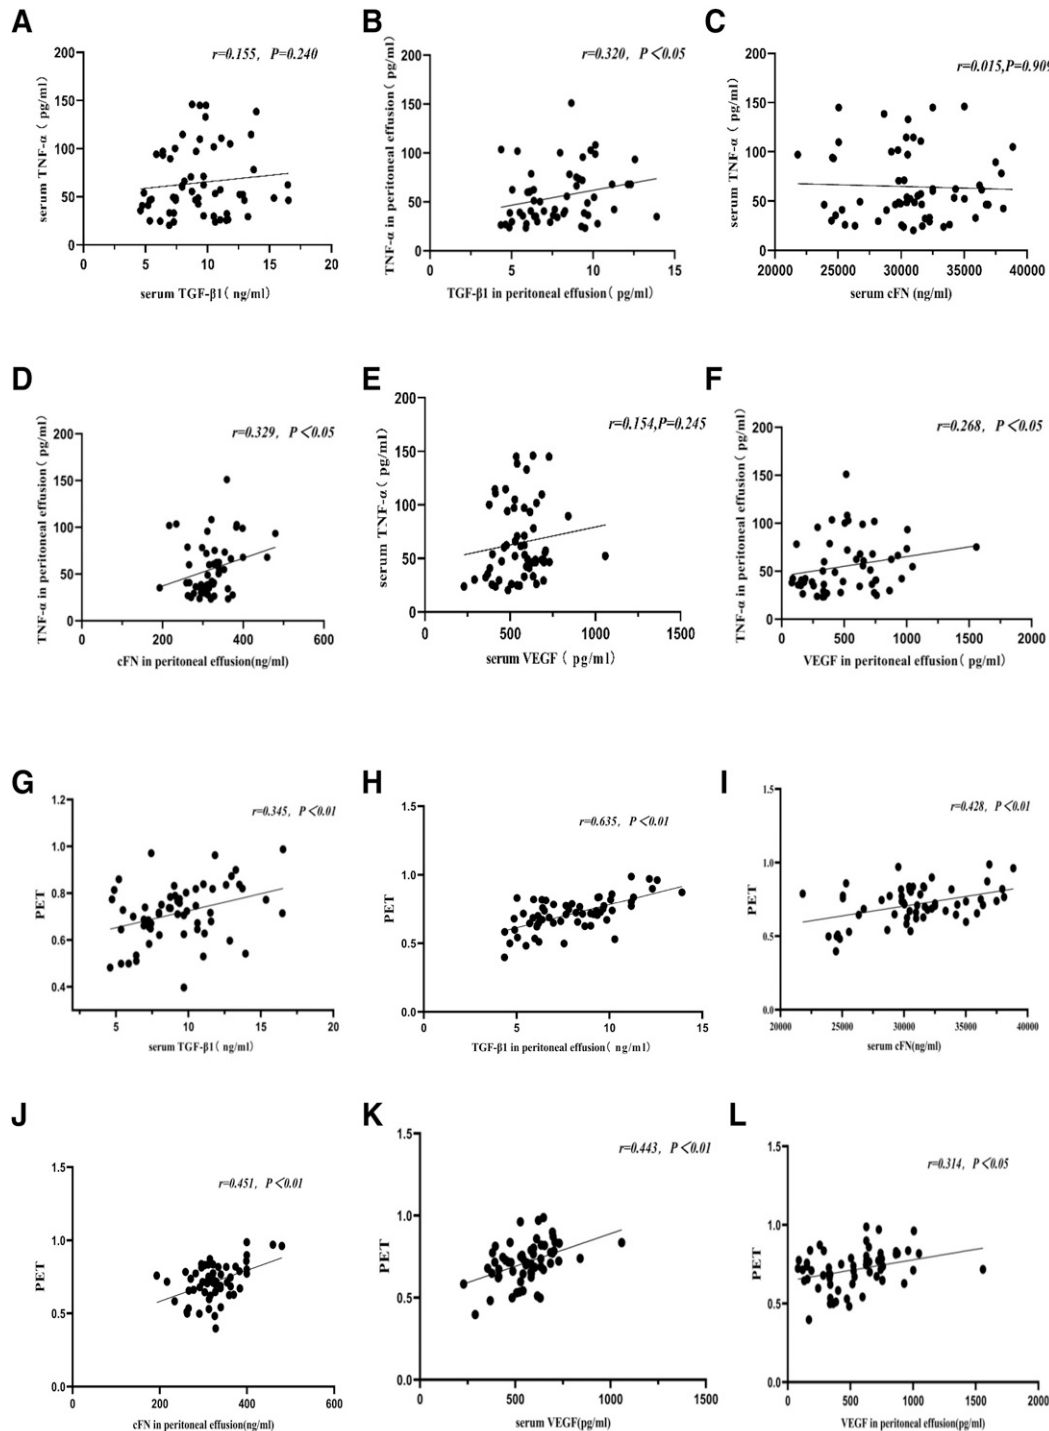 A
r=0.155, P=0.240
serum TNF-α ( pg/ml)
200
150
100
50
0
0
5
10
15
20
serum TGF-β1( ng/ml)
B
r=0.320, P<0.05
TNF-α in peritoneal effusion( pg/ml)
200
150
100
50
0
0
5
10
15
TGF-β1 in peritoneal effusion( pg/ml)
C
r=0.015,P=0.909
serum TNF-α ( pg/ml)
200
150
100
50
0
20000
25000
30000
35000
40000
serum cFN (ng/ml)
D
r=0.329, P<0.05
TNF-α in peritoneal effusion( pg/ml)
200
150
100
50
0
0
200
400
600
cFN in peritoneal effusion(ng/ml)
E
r=0.154,P=0.245
serum TNF-α ( pg/ml)
200
150
100
50
0
0
500
1000
1500
serum VEGF ( pg/ml)
F
r=0.268, P<0.05
TNF-α in peritoneal effusion( pg/ml)
200
150
100
50
0
0
500
1000
1500
2000
VEGF in peritoneal effusion( pg/ml)
G
r=0.345, P<0.01
PET
1.2
1.0
0.8
0.6
0.4
5
10
15
20
serum TGF-β1( ng/ml)
H
r=0.635, P<0.01
PET
1.5
1.0
0.5
0.0
0
5
10
15
TGF-β1 in peritoneal effusion( ng/ml)
I
r=0.428, P<0.01
PET
1.5
1.0
0.5
0.0
20000
25000
30000
35000
40000
serum cFN(ng/ml)
J
r=0.451, P<0.01
PET
1.5
1.0
0.5
0.0
0
200
400
600
cFN in peritoneal effusion(ng/ml)
K
r=0.443, P<0.01
PET
1.5
1.0
0.5
0.0
0
500
1000
1500
serum VEGF(pg/ml)
L
r=0.314, P<0.05
PET
1.5
1.0
0.5
0.0
0
500
1000
1500
2000
VEGF in peritoneal effusion(pg/ml)